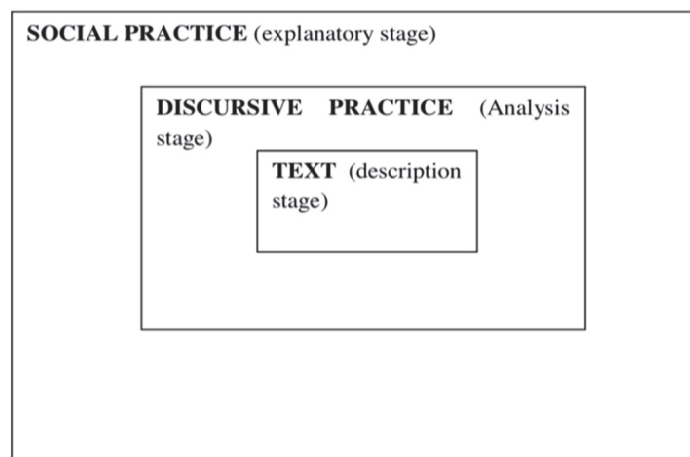 SOCIAL PRACTICE (explanatory stage)
DISCURSIVE PRACTICE (Analysis
stage)
TEXT (description
stage)